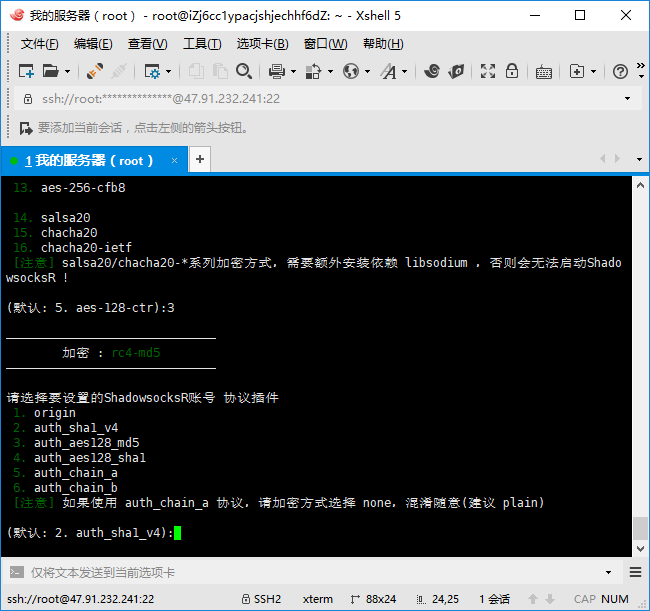 我的服务器（root） - root@iZj6cc1ypacjshjechhf6dZ: ~ - Xshell 5
文件(F) 编辑(E) 查看(V) 工具(T) 选项卡(B) 窗口(W) 帮助(H)
ssh://root:**************@47.91.232.241:22
要添加当前会话，点击左侧的箭头按钮。
1 我的服务器（root） × +
13. aes-256-cfb8
14. salsa20
15. chacha20
16. chacha20-ietf
[注意] salsa20/chacha20-*系列加密方式，需要额外安装依赖 libsodium ，否则会无法启动Shado
wsocksR !
(默认: 5. aes-128-ctr):3
加密 : rc4-md5
请选择要设置的ShadowsocksR账号 协议插件
1. origin
2. auth_sha1_v4
3. auth_aes128_md5
4. auth_aes128_sha1
5. auth_chain_a
6. auth_chain_b
[注意] 如果使用 auth_chain_a 协议，请加密方式选择 none，混淆随意(建议 plain)
(默认: 2. auth_sha1_v4):
仅将文本发送到当前选项卡
ssh://root@47.91.232.241:22 SSH2 xterm 88x24 24,25 1 会话 CAP NUM